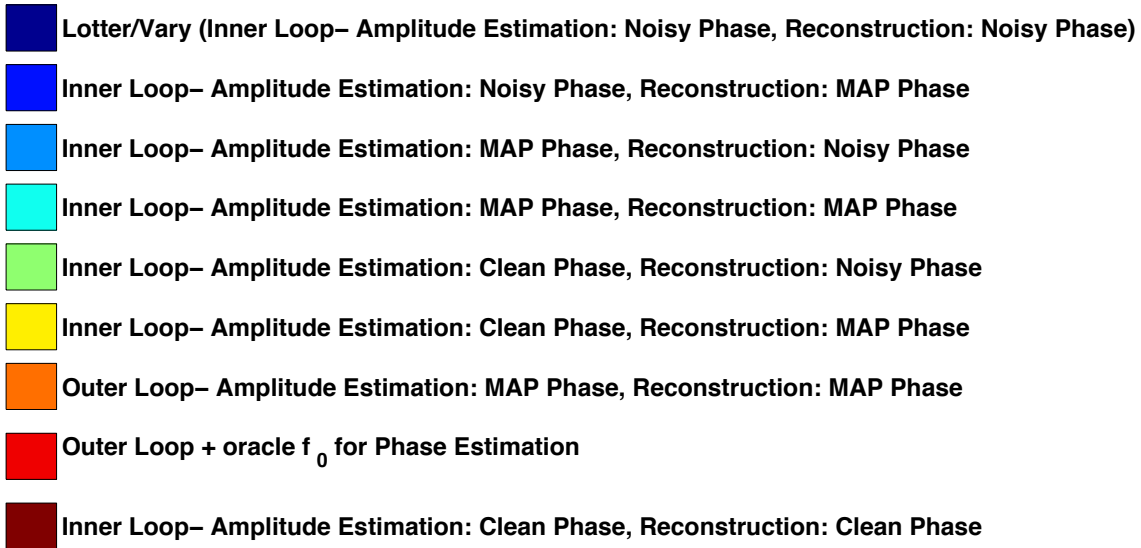 Lotter/Vary (Inner Loop− Amplitude Estimation: Noisy Phase, Reconstruction: Noisy Phase)
Inner Loop− Amplitude Estimation: Noisy Phase, Reconstruction: MAP Phase
Inner Loop− Amplitude Estimation: MAP Phase, Reconstruction: Noisy Phase
Inner Loop− Amplitude Estimation: MAP Phase, Reconstruction: MAP Phase
Inner Loop− Amplitude Estimation: Clean Phase, Reconstruction: Noisy Phase
Inner Loop− Amplitude Estimation: Clean Phase, Reconstruction: MAP Phase
Outer Loop− Amplitude Estimation: MAP Phase, Reconstruction: MAP Phase
Outer Loop + oracle f 0 for Phase Estimation
Inner Loop− Amplitude Estimation: Clean Phase, Reconstruction: Clean Phase